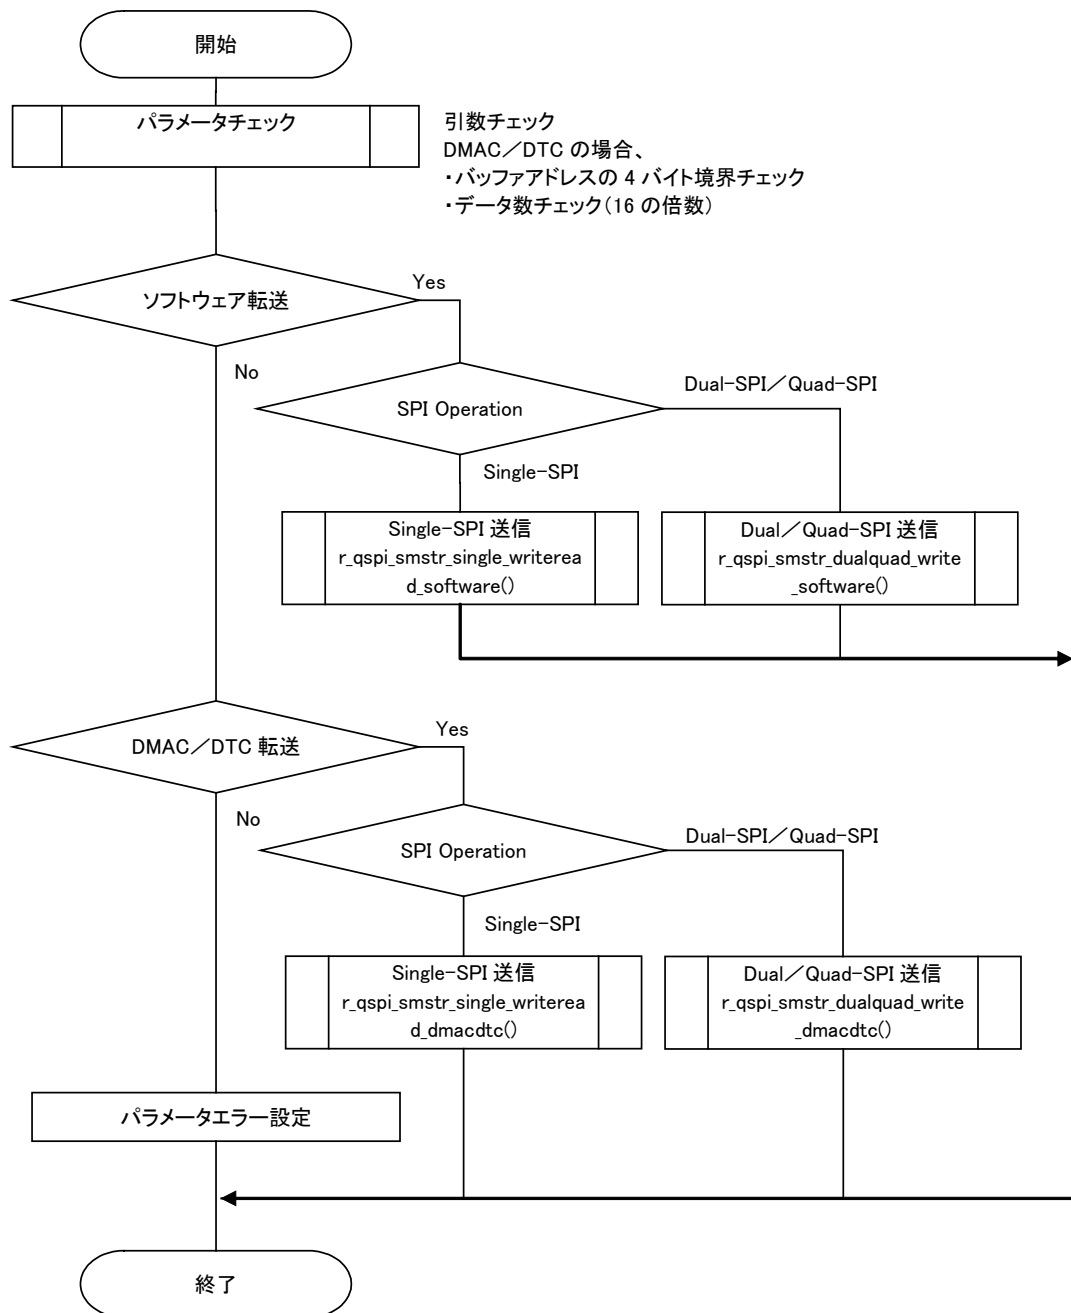 開始
パラメータチェック
引数チェック
DMAC／DTC の場合、
・バッファアドレスの 4 バイト境界チェック
・データ数チェック（16 の倍数）
ソフトウェア転送
Yes
No
SPI Operation
Dual-SPI／Quad-SPI
Single-SPI
Single-SPI 送信
r_qspi_smstr_single_writerea
d_software()
Dual／Quad-SPI 送信
r_qspi_smstr_dualquad_write
_software()
DMAC／DTC 転送
Yes
No
SPI Operation
Dual-SPI／Quad-SPI
Single-SPI
Single-SPI 送信
r_qspi_smstr_single_writerea
d_dmacdtc()
Dual／Quad-SPI 送信
r_qspi_smstr_dualquad_write
_dmacdtc()
パラメータエラー設定
終了